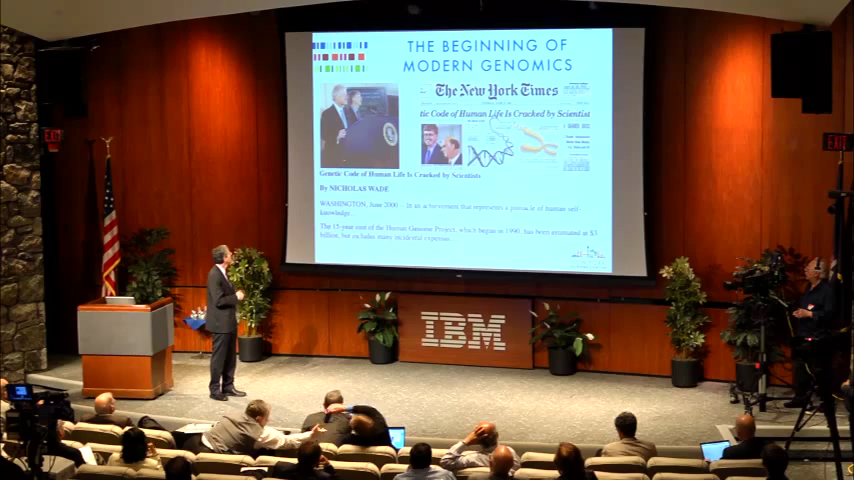 THE BEGINNING OF
MODERN GENOMICS
The New York Times
tic Code of Human Life Is Cracked by Scientist
Genetic Code of Human Life Is Cracked by Scientists
By NICHOLAS WADE
WASHINGTON, June 2000 – In an achievement that represents a pinnacle of human self-
knowledge...
The 15-year cost of the Human Genome Project, which began in 1990, has been estimated at $3
billion, but includes many incidental expenses.
EXIT
EXIT
IBM